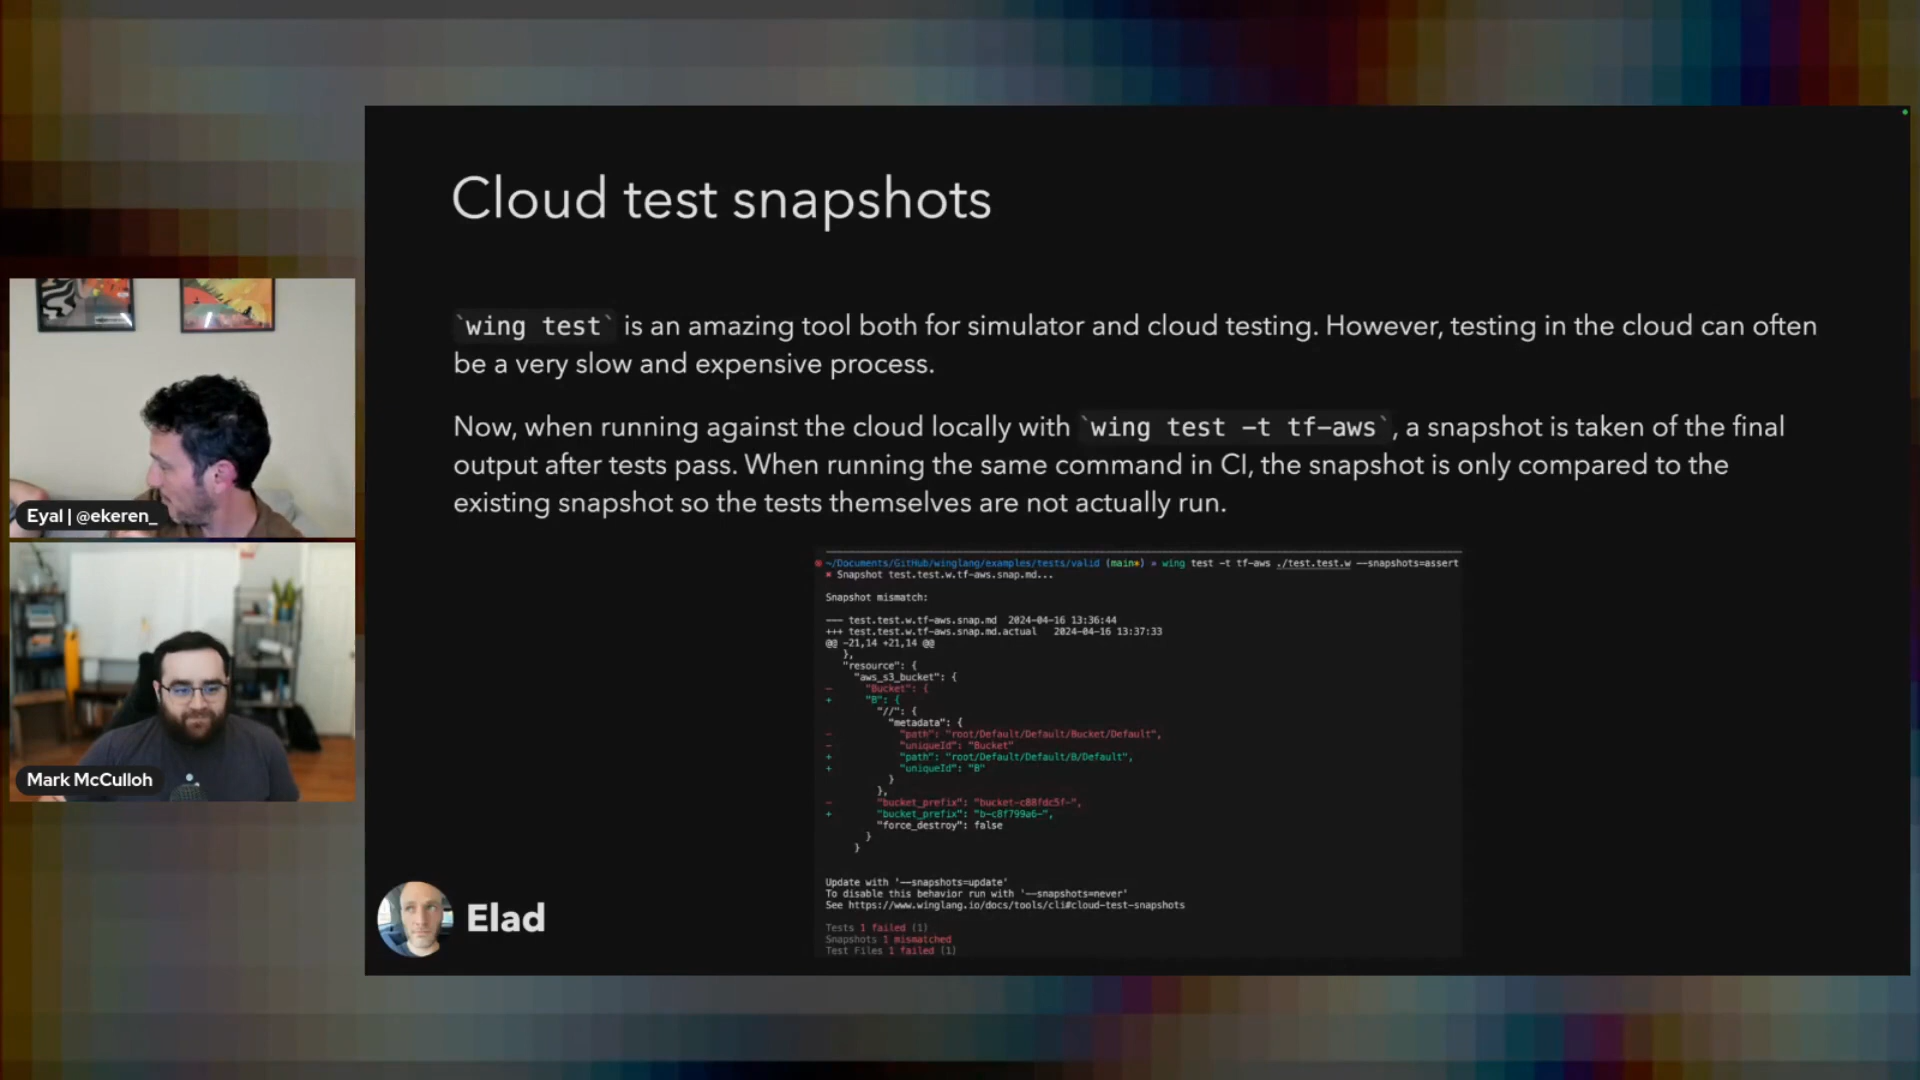 Cloud test snapshots
`wing test` is an amazing tool both for simulator and cloud testing. However, testing in the cloud can often
be a very slow and expensive process.
Now, when running against the cloud locally with `wing test -t tf-aws`, a snapshot is taken of the final
output after tests pass. When running the same command in CI, the snapshot is only compared to the
existing snapshot so the tests themselves are not actually run.
~/Documents/GitHub/winglang/examples/tests/valid (main*) » wing test -t tf-aws ./test.test.w --snapshots=assert
✖ Snapshot test.test.w.tf-aws.snap.md...
Snapshot mismatch:
--- test.test.w.tf-aws.snap.md 2024-04-16 13:36:44
+++ test.test.w.tf-aws.snap.md.actual 2024-04-16 13:37:33
@@ -21,14 +21,14 @@
},
"resource": {
"aws_s3_bucket": {
- "Bucket": {
+ "B": {
"//": {
"metadata": {
- "path": "root/Default/Default/Bucket/Default",
- "uniqueId": "Bucket"
+ "path": "root/Default/Default/B/Default",
+ "uniqueId": "B"
}
},
- "bucket_prefix": "bucket-c88fdc5f-",
+ "bucket_prefix": "b-c8f799a6-",
"force_destroy": false
}
}
Update with '--snapshots=update'
To disable this behavior run with '--snapshots=never'
See https://www.winglang.io/docs/tools/cli#cloud-test-snapshots
Tests 1 failed (1)
Snapshots 1 mismatched
Test Files 1 failed (1)
Eyal | @ekeren_
Mark McCulloh
Elad